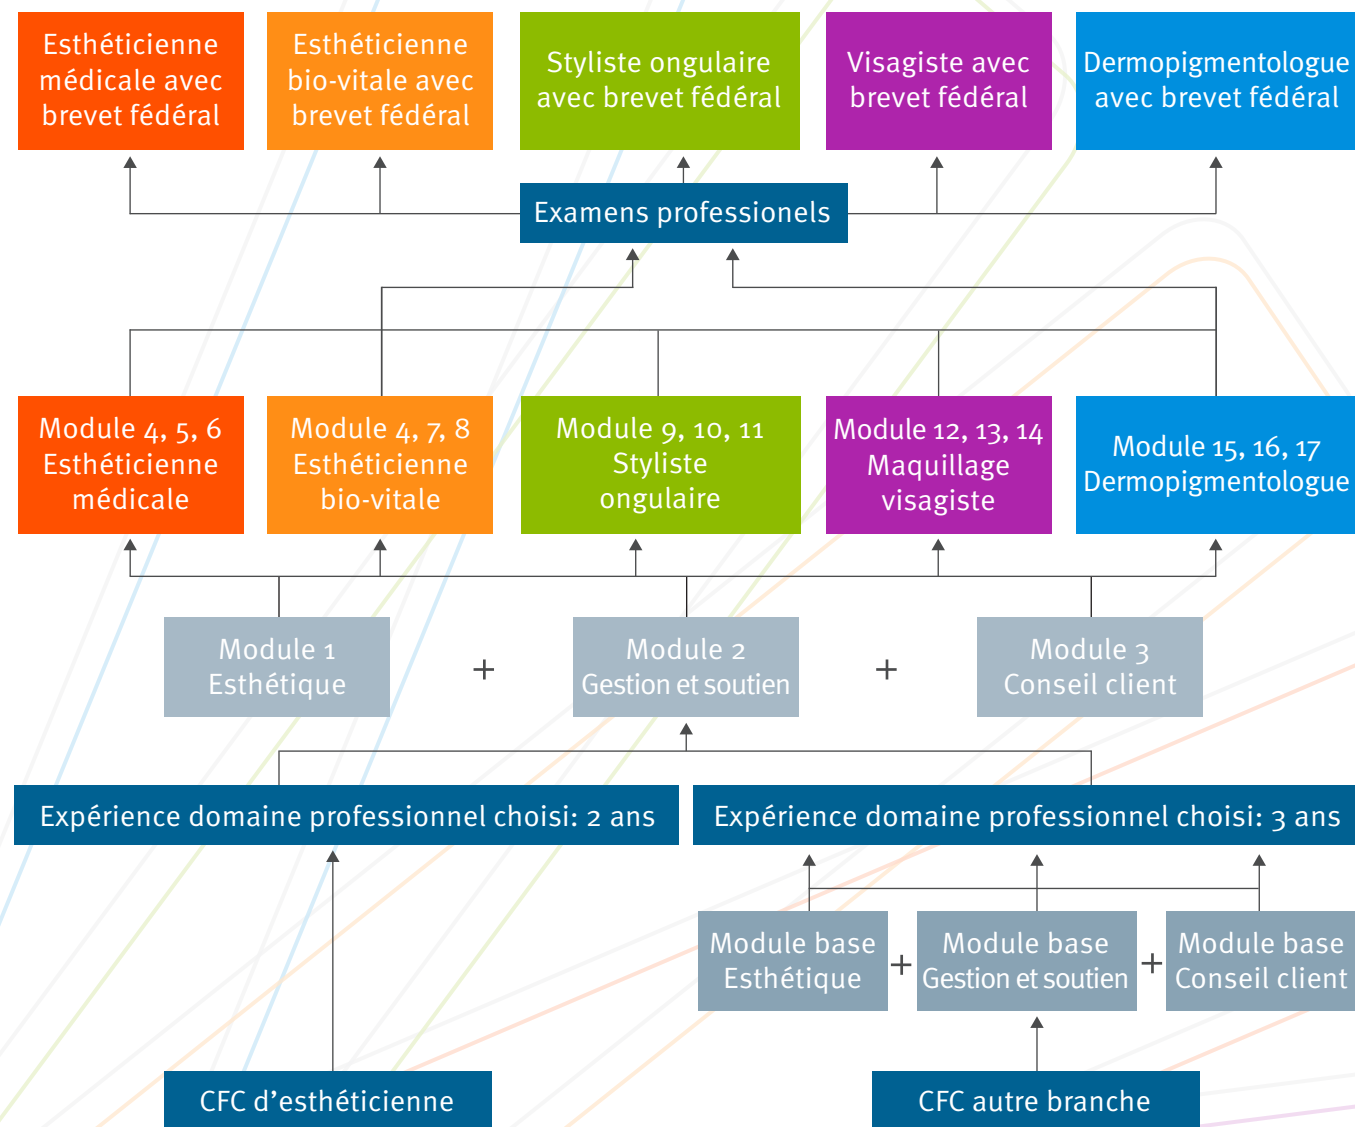 Esthéticienne
médicale avec
brevet fédéral
Esthéticienne
bio-vitale avec
brevet fédéral
Styliste ongulaire
avec brevet fédéral
Visagiste avec
brevet fédéral
Dermopigmentologue
avec brevet fédéral
Examens professionels
Module 4, 5, 6
Esthéticienne
médicale
Module 4, 7, 8
Esthéticienne
bio-vitale
Module 9, 10, 11
Styliste
ongulaire
Module 12, 13, 14
Maquillage
visagiste
Module 15, 16, 17
Dermopigmentologue
Module 1
Esthétique
+
Module 2
Gestion et soutien
+
Module 3
Conseil client
Expérience domaine professionnel choisi: 2 ans
Expérience domaine professionnel choisi: 3 ans
Module base
Esthétique
+
Module base
Gestion et soutien
+
Module base
Conseil client
CFC d’esthéticienne
CFC autre branche